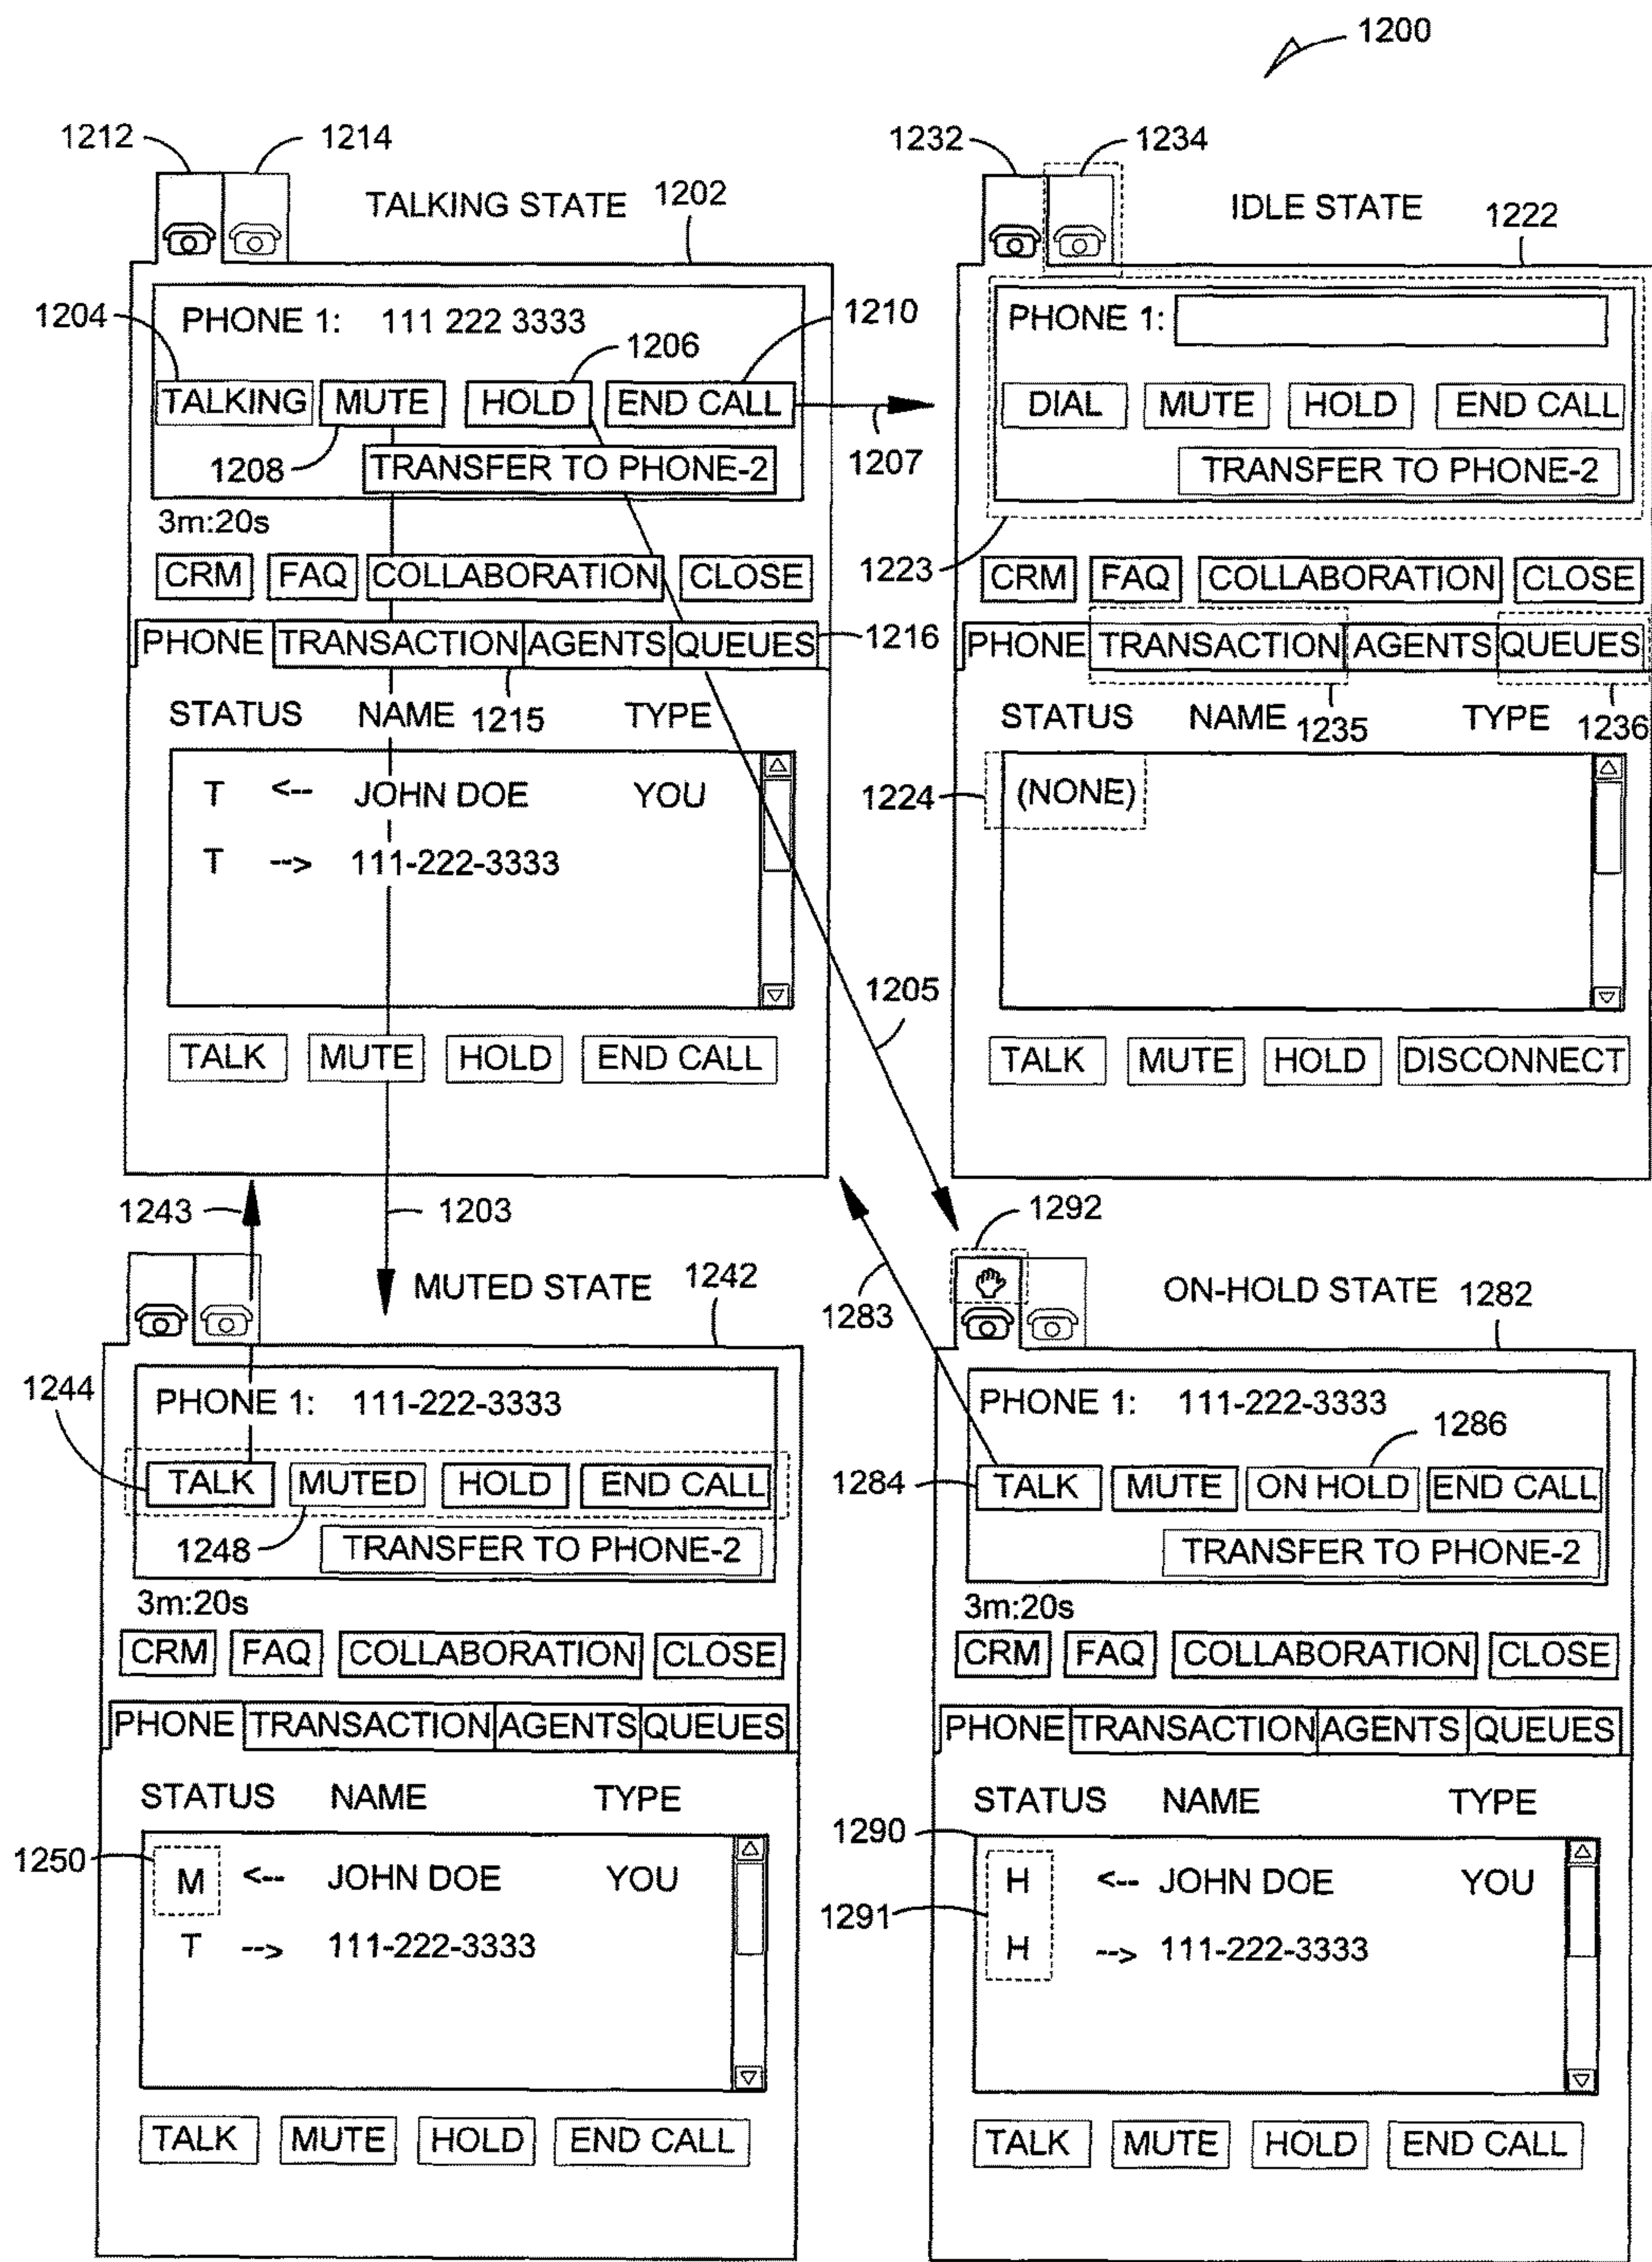 1200
1212 1214 1232 1234
TALKING STATE 1202 IDLE STATE 1222
1204 PHONE 1: 111 222 3333 1210 PHONE 1:
1206
TALKING MUTE HOLD END CALL DIAL MUTE HOLD END CALL
1208 TRANSFER TO PHONE-2 1207 TRANSFER TO PHONE-2
3m:20s
CRM FAQ COLLABORATION CLOSE 1223 CRM FAQ COLLABORATION CLOSE
PHONE TRANSACTION AGENTS QUEUES 1216 PHONE TRANSACTION AGENTS QUEUES
STATUS NAME 1215 TYPE STATUS NAME 1235 TYPE 1236
T <-- JOHN DOE YOU 1224 (NONE)
T --> 111-222-3333
1205
TALK MUTE HOLD END CALL TALK MUTE HOLD DISCONNECT
1243 1203 1292
MUTED STATE 1242 1283 ON-HOLD STATE 1282
1244 PHONE 1: 111-222-3333 PHONE 1: 111-222-3333
1286
TALK MUTED HOLD END CALL 1284 TALK MUTE ON HOLD END CALL
1248 TRANSFER TO PHONE-2 TRANSFER TO PHONE-2
3m:20s 3m:20s
CRM FAQ COLLABORATION CLOSE CRM FAQ COLLABORATION CLOSE
PHONE TRANSACTION AGENTS QUEUES PHONE TRANSACTION AGENTS QUEUES
STATUS NAME TYPE STATUS NAME TYPE
1250 M <-- JOHN DOE YOU 1290 H <-- JOHN DOE YOU
1291
T --> 111-222-3333 H --> 111-222-3333
TALK MUTE HOLD END CALL TALK MUTE HOLD END CALL